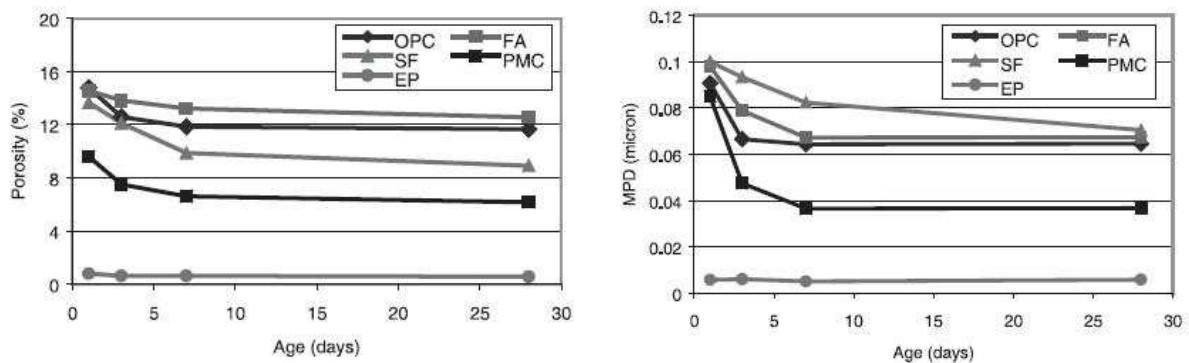 20
16
12
8
4
0
Porosity (%)
OPC FA
SF PMC
EP
0 5 10 15 20 25 30
Age (days)
0.12
0.1
0.08
0.06
0.04
0.02
0
MPD (micron)
OPC FA
SF PMC
EP
0 5 10 15 20 25 30
Age (days)